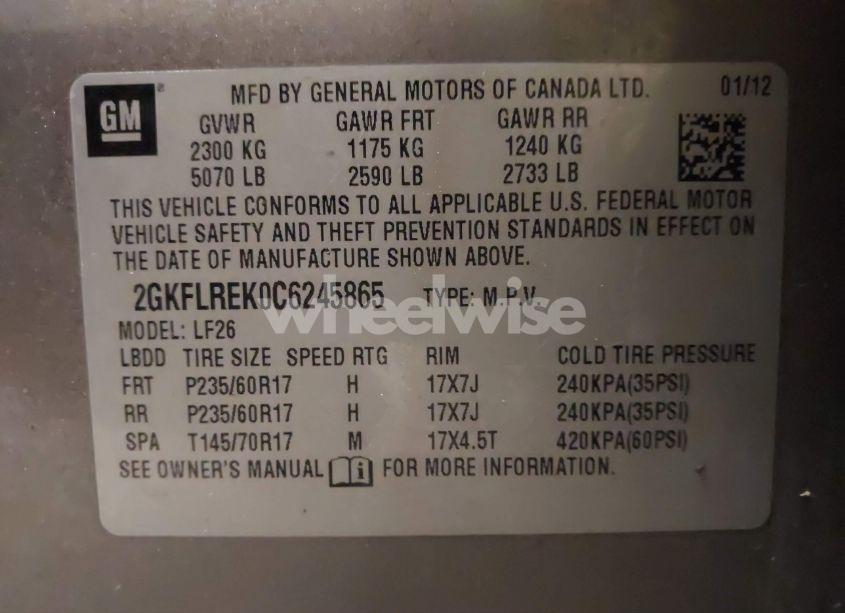 GM
MFD BY GENERAL MOTORS OF CANADA LTD. 01/12
GVWR GAWR FRT GAWR RR
2300 KG 1175 KG 1240 KG
5070 LB 2590 LB 2733 LB
THIS VEHICLE CONFORMS TO ALL APPLICABLE U.S. FEDERAL MOTOR
VEHICLE SAFETY AND THEFT PREVENTION STANDARDS IN EFFECT ON
THE DATE OF MANUFACTURE SHOWN ABOVE.
2GKFLREK0C6245865 TYPE: M.P.V.
wheelwise
MODEL: LF26
LBDD TIRE SIZE SPEED RTG RIM COLD TIRE PRESSURE
FRT P235/60R17 H 17X7J 240KPA(35PSI)
RR P235/60R17 H 17X7J 240KPA(35PSI)
SPA T145/70R17 M 17X4.5T 420KPA(60PSI)
SEE OWNER'S MANUAL i FOR MORE INFORMATION.